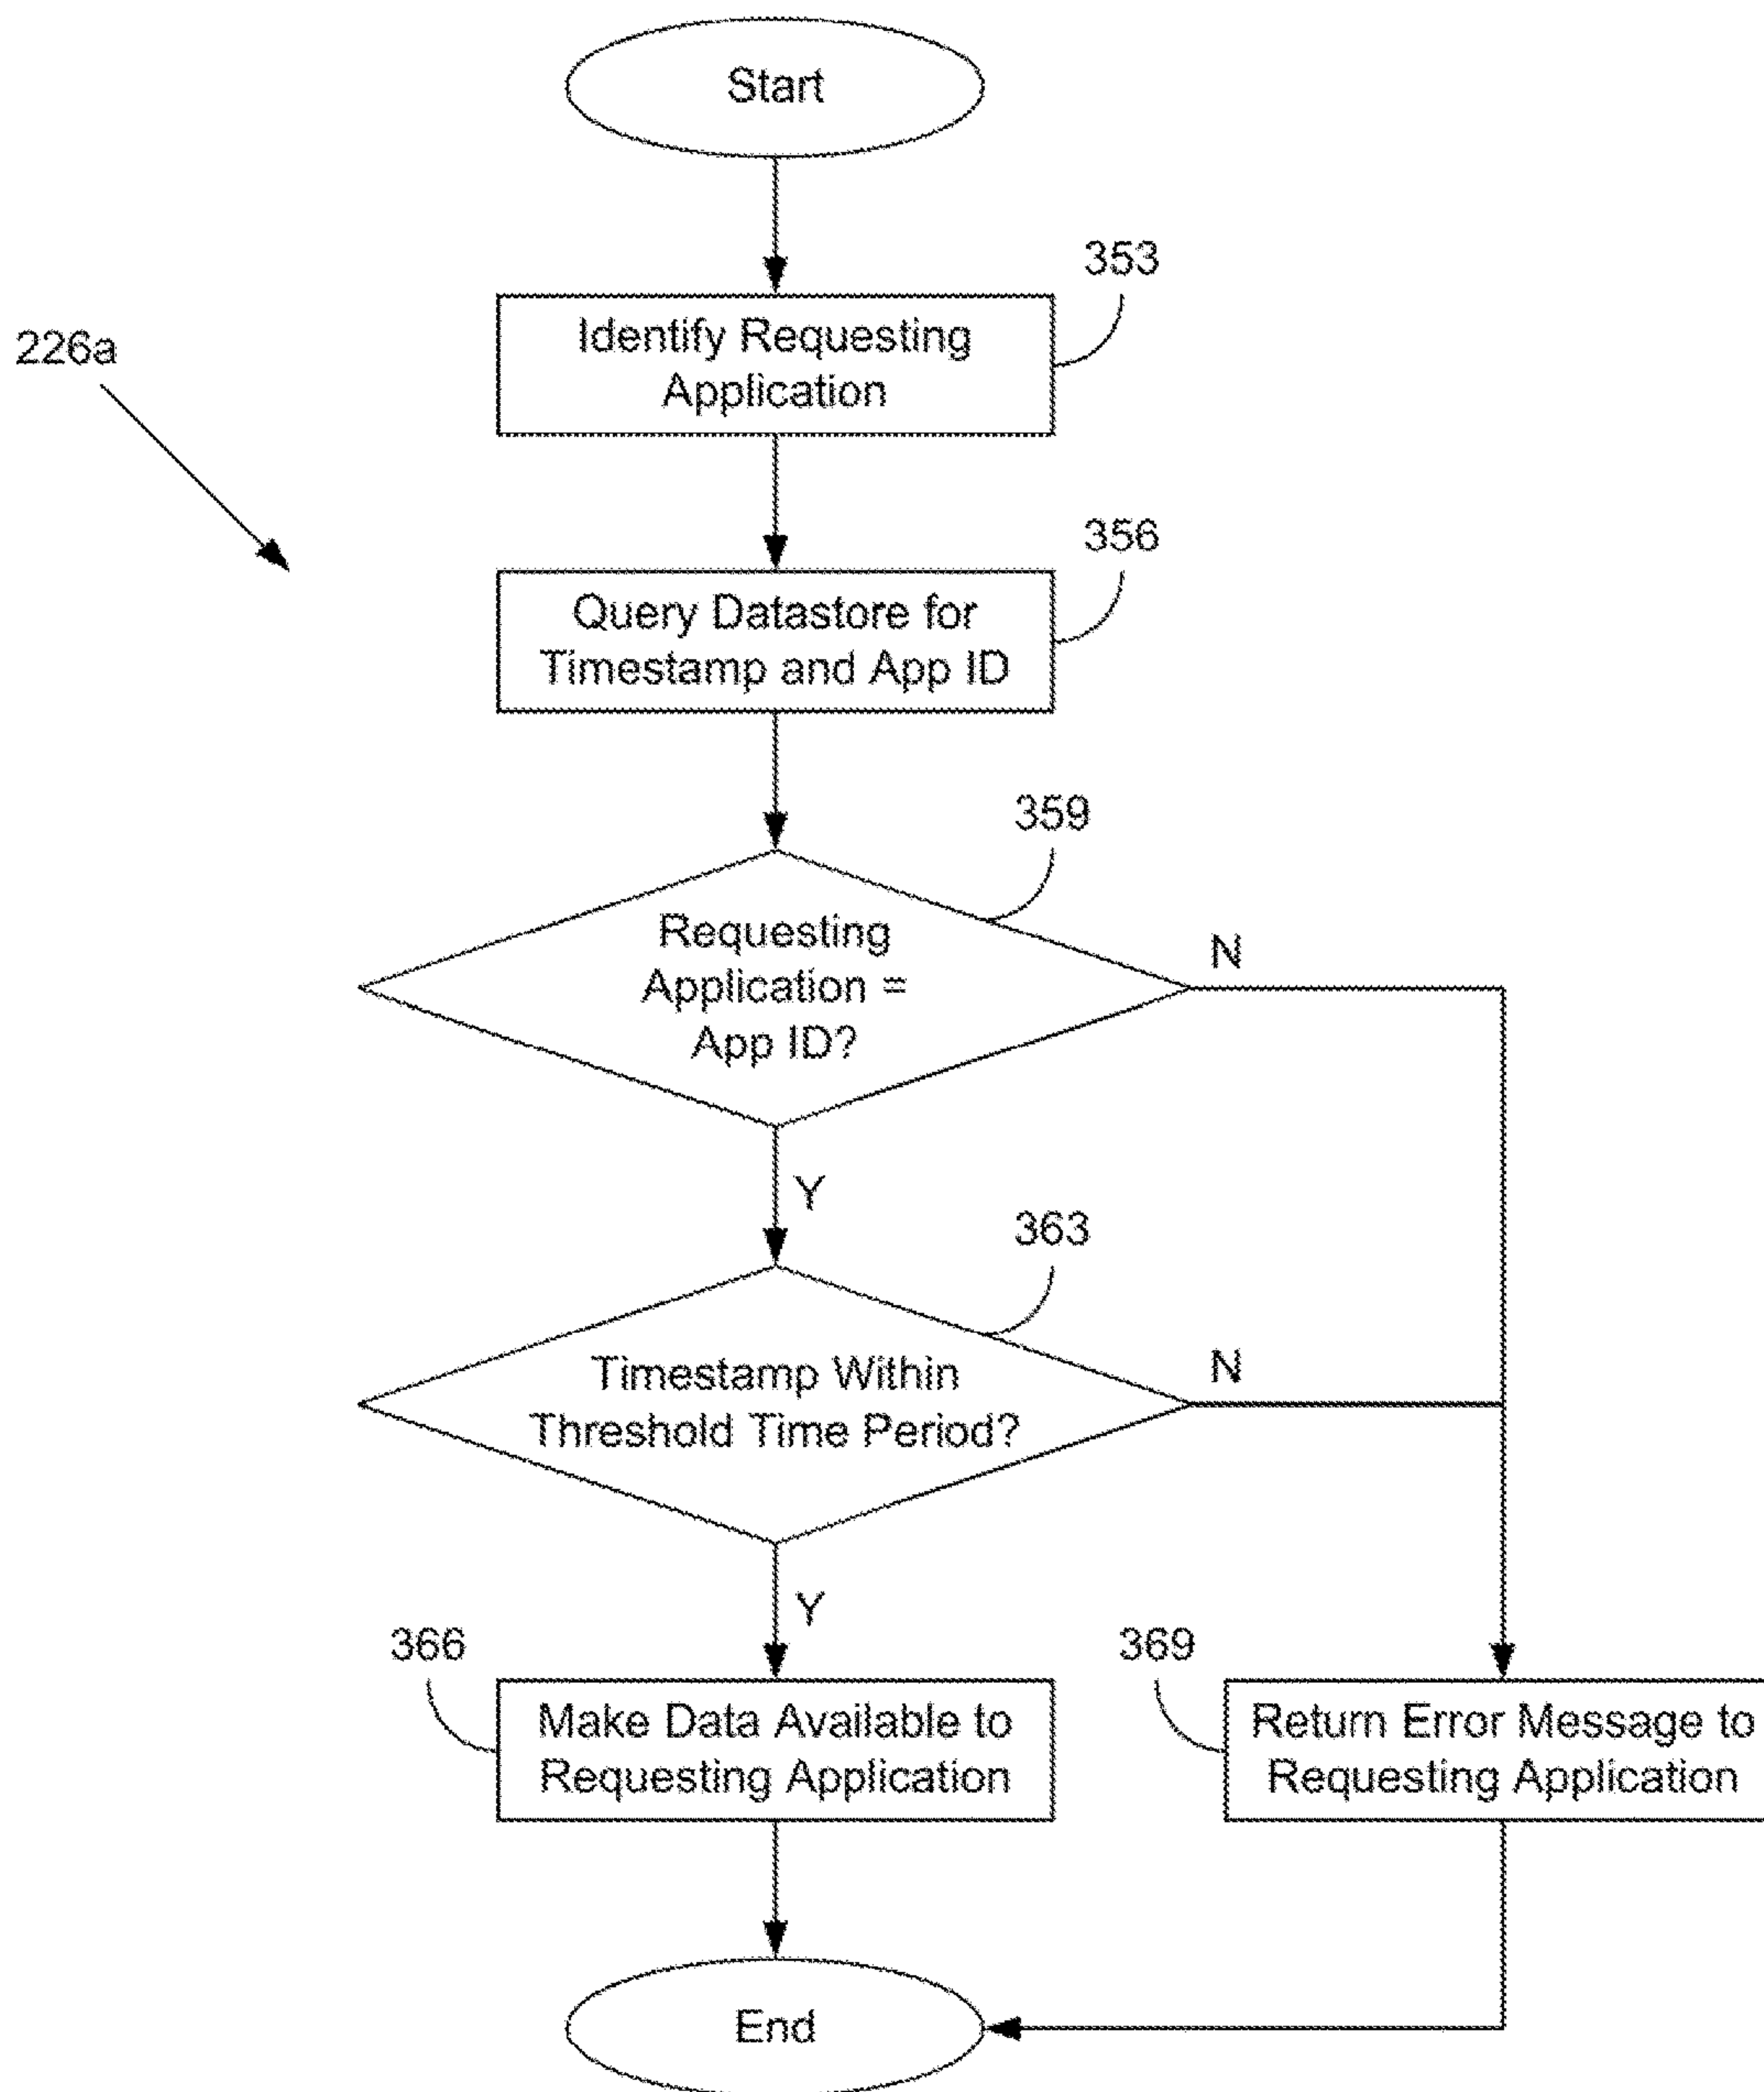 Start
353
Identify Requesting
Application
226a
356
Query Datastore for
Timestamp and App ID
359
Requesting
Application =
App ID?
N
Y
363
Timestamp Within
Threshold Time Period?
N
Y
366
Make Data Available to
Requesting Application
369
Return Error Message to
Requesting Application
End